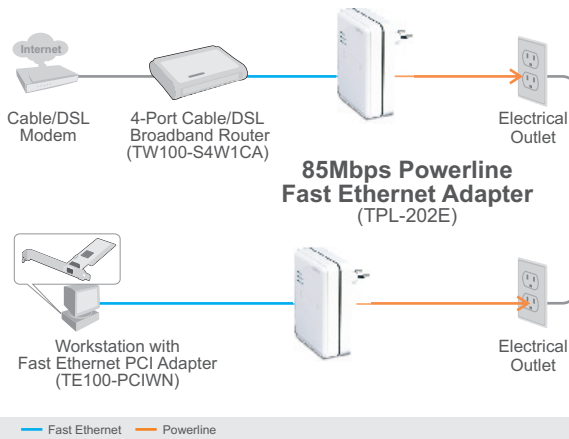 Internet
Cable/DSL
Modem
4-Port Cable/DSL
Broadband Router
(TW100-S4W1CA)
Electrical
Outlet
85Mbps Powerline
Fast Ethernet Adapter
(TPL-202E)
Workstation with
Fast Ethernet PCI Adapter
(TE100-PCIWN)
Electrical
Outlet
Fast Ethernet
Powerline